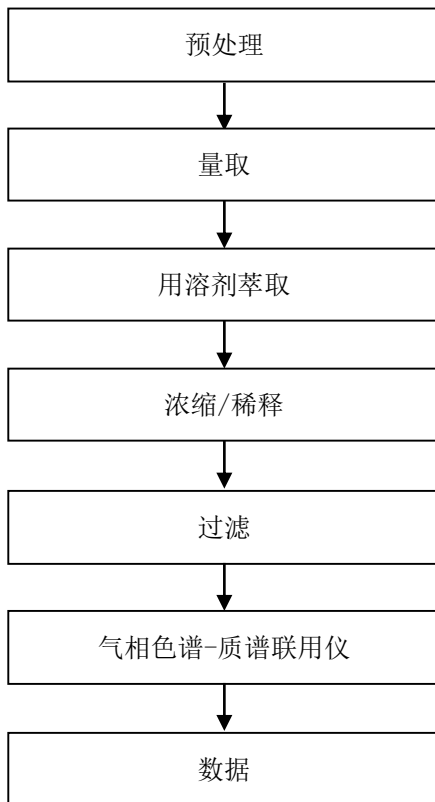 预处理
量取
用溶剂萃取
浓缩/稀释
过滤
气相色谱-质谱联用仪
数据